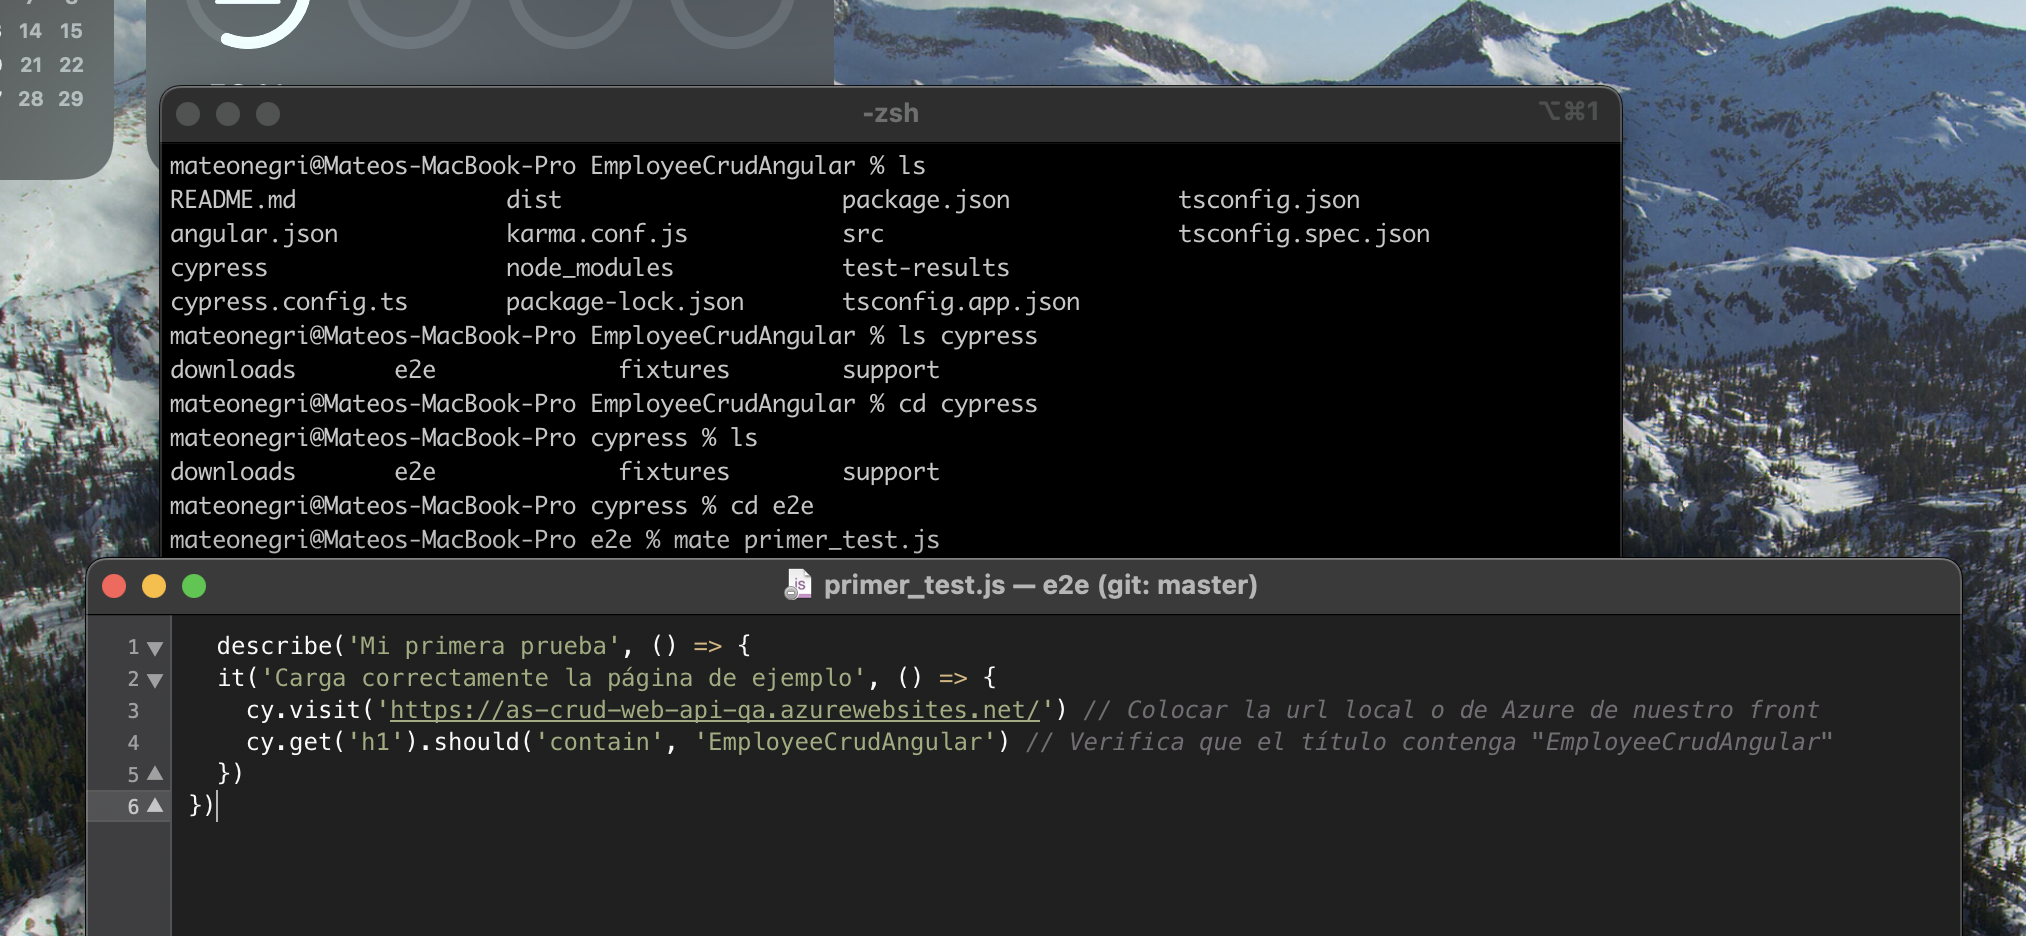 7 8
14 15
21 22
28 29
-zsh
⌥⌘1
mateonegri@Mateos-MacBook-Pro EmployeeCrudAngular % ls
README.md dist package.json tsconfig.json
angular.json karma.conf.js src tsconfig.spec.json
cypress node_modules test-results
cypress.config.ts package-lock.json tsconfig.app.json
mateonegri@Mateos-MacBook-Pro EmployeeCrudAngular % ls cypress
downloads e2e fixtures support
mateonegri@Mateos-MacBook-Pro EmployeeCrudAngular % cd cypress
mateonegri@Mateos-MacBook-Pro cypress % ls
downloads e2e fixtures support
mateonegri@Mateos-MacBook-Pro cypress % cd e2e
mateonegri@Mateos-MacBook-Pro e2e % mate primer_test.js
primer_test.js — e2e (git: master)
1 describe('Mi primera prueba', () => {
2 it('Carga correctamente la página de ejemplo', () => {
3 cy.visit('https://as-crud-web-api-qa.azurewebsites.net/') // Colocar la url local o de Azure de nuestro front
4 cy.get('h1').should('contain', 'EmployeeCrudAngular') // Verifica que el título contenga "EmployeeCrudAngular"
5 })
6 })